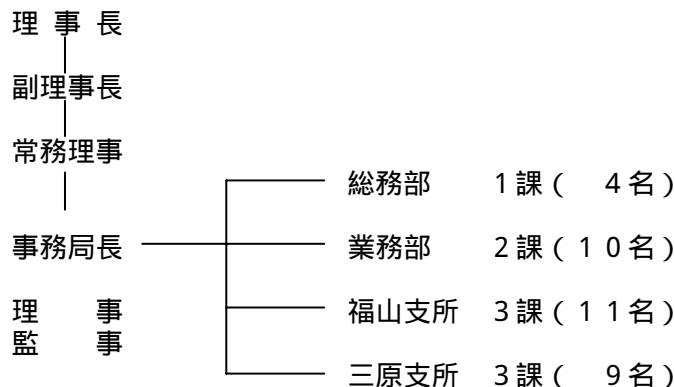 理 事 長
副理事長
常務理事
総務部 1課( 4名)
事務局長 業務部 2課(10名)
理 事 福山支所 3課(11名)
監 事
三原支所 3課( 9名)